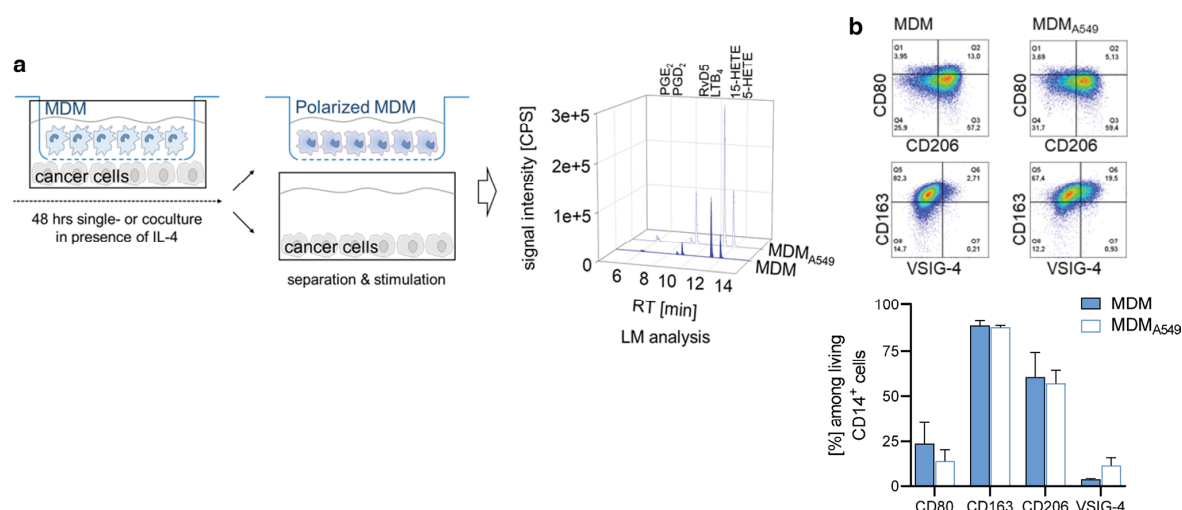 a
MDM
cancer cells
48 hrs single- or coculture
in presence of IL-4
Polarized MDM
cancer cells
separation & stimulation
signal intensity [CPS]
3e+5
2e+5
1e+5
0
6 8 10 12 14
RT [min]
PGE2
PGD2
RvD5
LTB4
15-HETE
5-HETE
MDMA549
MDM
LM analysis
b
MDM
MDMA549
CD80
Q1
3,95
Q2
13,0
Q4
25,9
Q3
57,2
CD206
CD80
Q1
3,69
Q2
5,13
Q4
31,7
Q3
59,4
CD206
CD163
Q5
82,3
Q6
2,71
Q8
14,7
Q7
0,21
VSIG-4
CD163
Q5
67,4
Q6
19,5
Q8
12,2
Q7
0,93
VSIG-4
[%] among living
CD14+ cells
100
75
50
25
0
MDM
MDMA549
CD80 CD163 CD206 VSIG-4